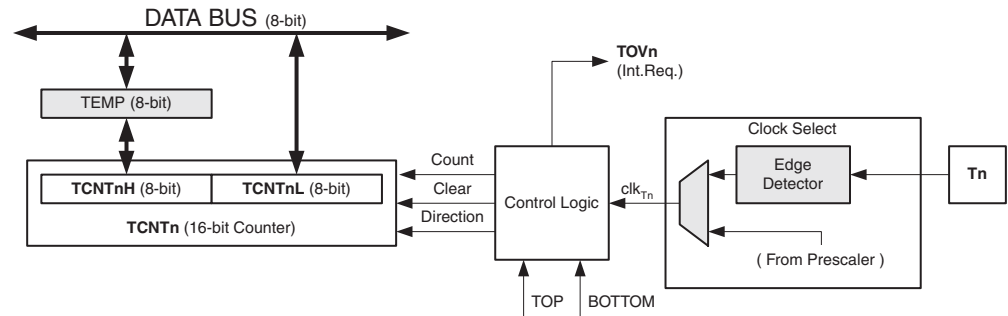 DATA BUS (8-bit)
TOVn
(Int.Req.)
TEMP (8-bit)
Clock Select
Count
Edge
Detector
TCNTnH (8-bit) TCNTnL (8-bit)
Clear
Control Logic
clkTn
Tn
TCNTn (16-bit Counter)
Direction
( From Prescaler )
TOP
BOTTOM